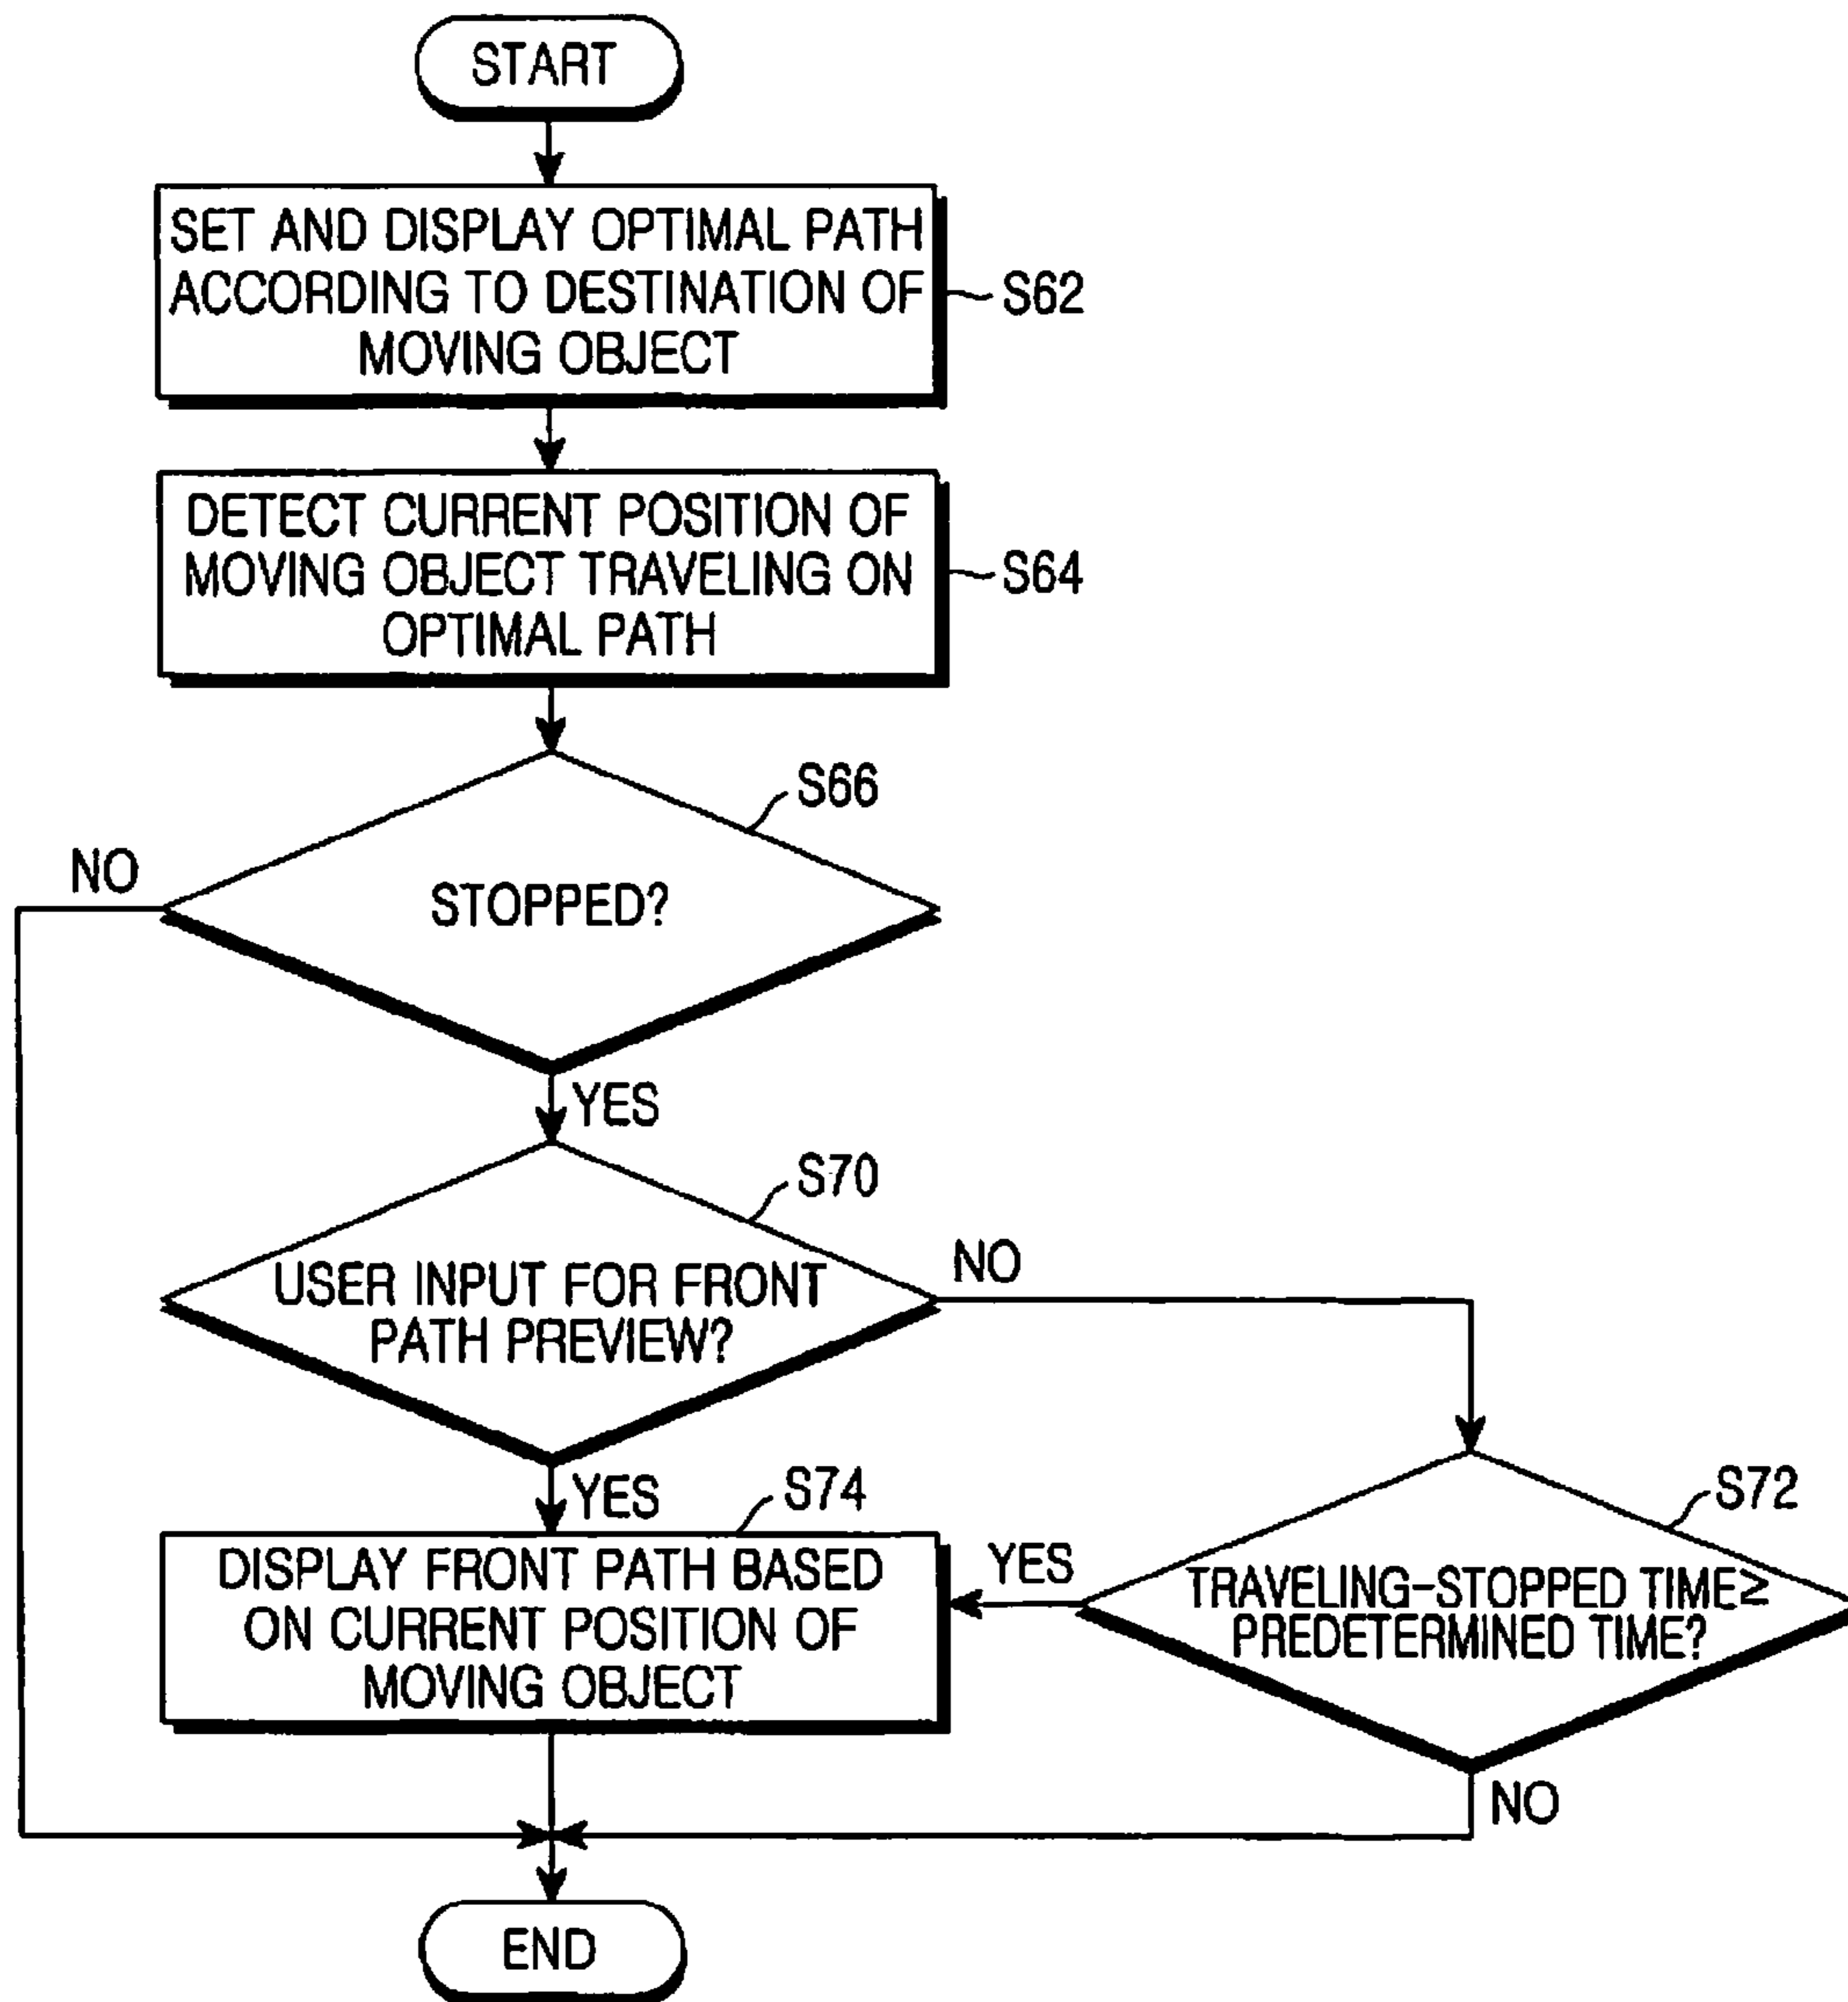 START
SET AND DISPLAY OPTIMAL PATH
ACCORDING TO DESTINATION OF
MOVING OBJECT
S62
DETECT CURRENT POSITION OF
MOVING OBJECT TRAVELING ON
OPTIMAL PATH
S64
S66
NO
STOPPED?
YES
S70
USER INPUT FOR FRONT
PATH PREVIEW?
NO
YES
S74
S72
DISPLAY FRONT PATH BASED
ON CURRENT POSITION OF
MOVING OBJECT
YES
TRAVELING-STOPPED TIME≥
PREDETERMINED TIME?
NO
END